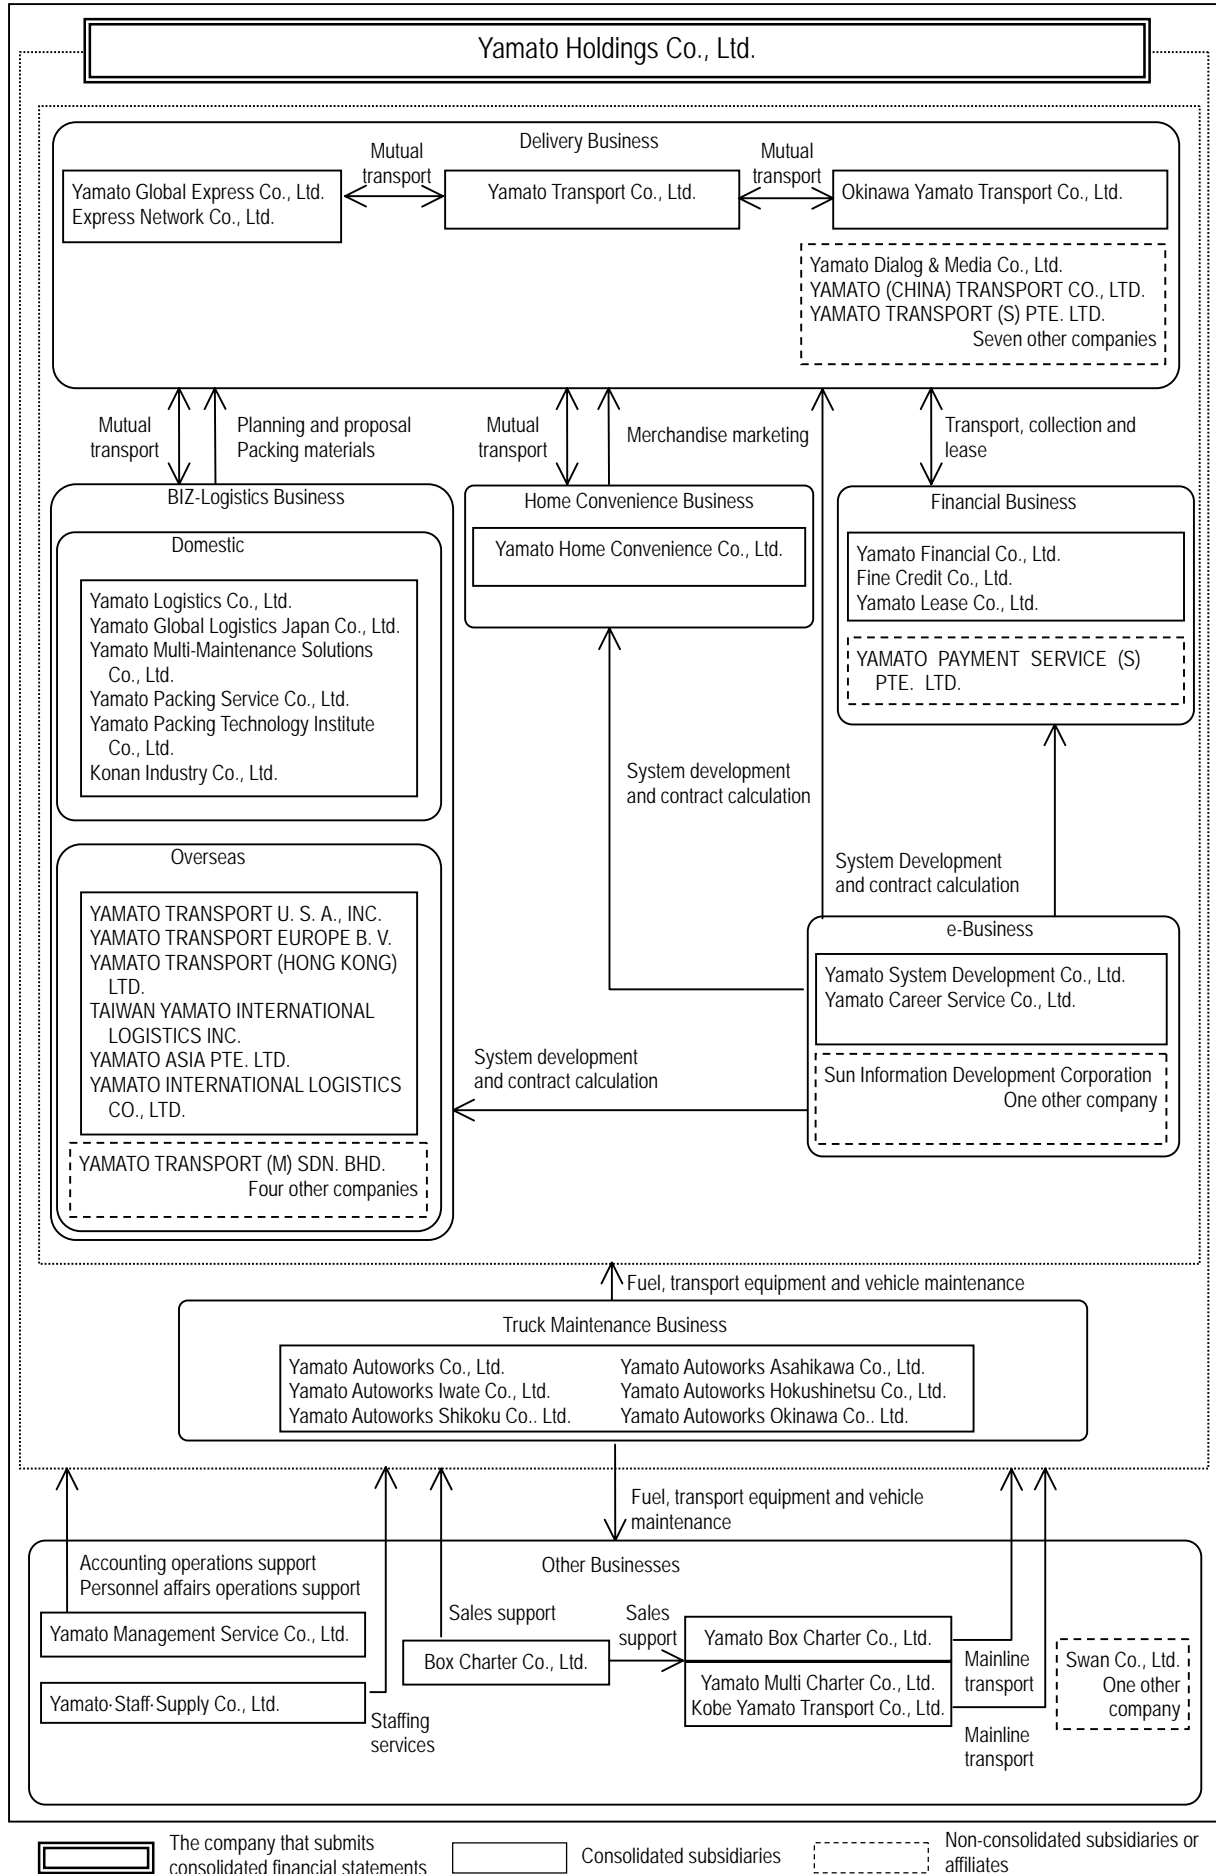 Yamato Holdings Co., Ltd.
Delivery Business
Mutual
transport
Mutual
transport
Yamato Global Express Co., Ltd.
Express Network Co., Ltd.
Yamato Transport Co., Ltd.
Okinawa Yamato Transport Co., Ltd.
Yamato Dialog & Media Co., Ltd.
YAMATO (CHINA) TRANSPORT CO., LTD.
YAMATO TRANSPORT (S) PTE. LTD.
Seven other companies
Mutual
transport
Planning and proposal
Packing materials
Mutual
transport
Merchandise marketing
Transport, collection and
lease
BIZ-Logistics Business
Domestic
Yamato Logistics Co., Ltd.
Yamato Global Logistics Japan Co., Ltd.
Yamato Multi-Maintenance Solutions
Co., Ltd.
Yamato Packing Service Co., Ltd.
Yamato Packing Technology Institute
Co., Ltd.
Konan Industry Co., Ltd.
Overseas
YAMATO TRANSPORT U. S. A., INC.
YAMATO TRANSPORT EUROPE B. V.
YAMATO TRANSPORT (HONG KONG)
LTD.
TAIWAN YAMATO INTERNATIONAL
LOGISTICS INC.
YAMATO ASIA PTE. LTD.
YAMATO INTERNATIONAL LOGISTICS
CO., LTD.
YAMATO TRANSPORT (M) SDN. BHD.
Four other companies
Home Convenience Business
Yamato Home Convenience Co., Ltd.
Financial Business
Yamato Financial Co., Ltd.
Fine Credit Co., Ltd.
Yamato Lease Co., Ltd.
YAMATO PAYMENT SERVICE (S)
PTE. LTD.
System development
and contract calculation
System Development
and contract calculation
e-Business
Yamato System Development Co., Ltd.
Yamato Career Service Co., Ltd.
Sun Information Development Corporation
One other company
System development
and contract calculation
Fuel, transport equipment and vehicle maintenance
Truck Maintenance Business
Yamato Autoworks Co., Ltd.
Yamato Autoworks Iwate Co., Ltd.
Yamato Autoworks Shikoku Co.. Ltd.
Yamato Autoworks Asahikawa Co., Ltd.
Yamato Autoworks Hokushinetsu Co., Ltd.
Yamato Autoworks Okinawa Co.. Ltd.
Fuel, transport equipment and vehicle
maintenance
Other Businesses
Accounting operations support
Personnel affairs operations support
Yamato Management Service Co., Ltd.
Yamato·Staff·Supply Co., Ltd.
Staffing
services
Sales support
Box Charter Co., Ltd.
Sales
support
Yamato Box Charter Co., Ltd.
Yamato Multi Charter Co., Ltd.
Kobe Yamato Transport Co., Ltd.
Mainline
transport
Mainline
transport
Swan Co., Ltd.
One other
company
The company that submits
consolidated financial statements
Consolidated subsidiaries
Non-consolidated subsidiaries or
affiliates